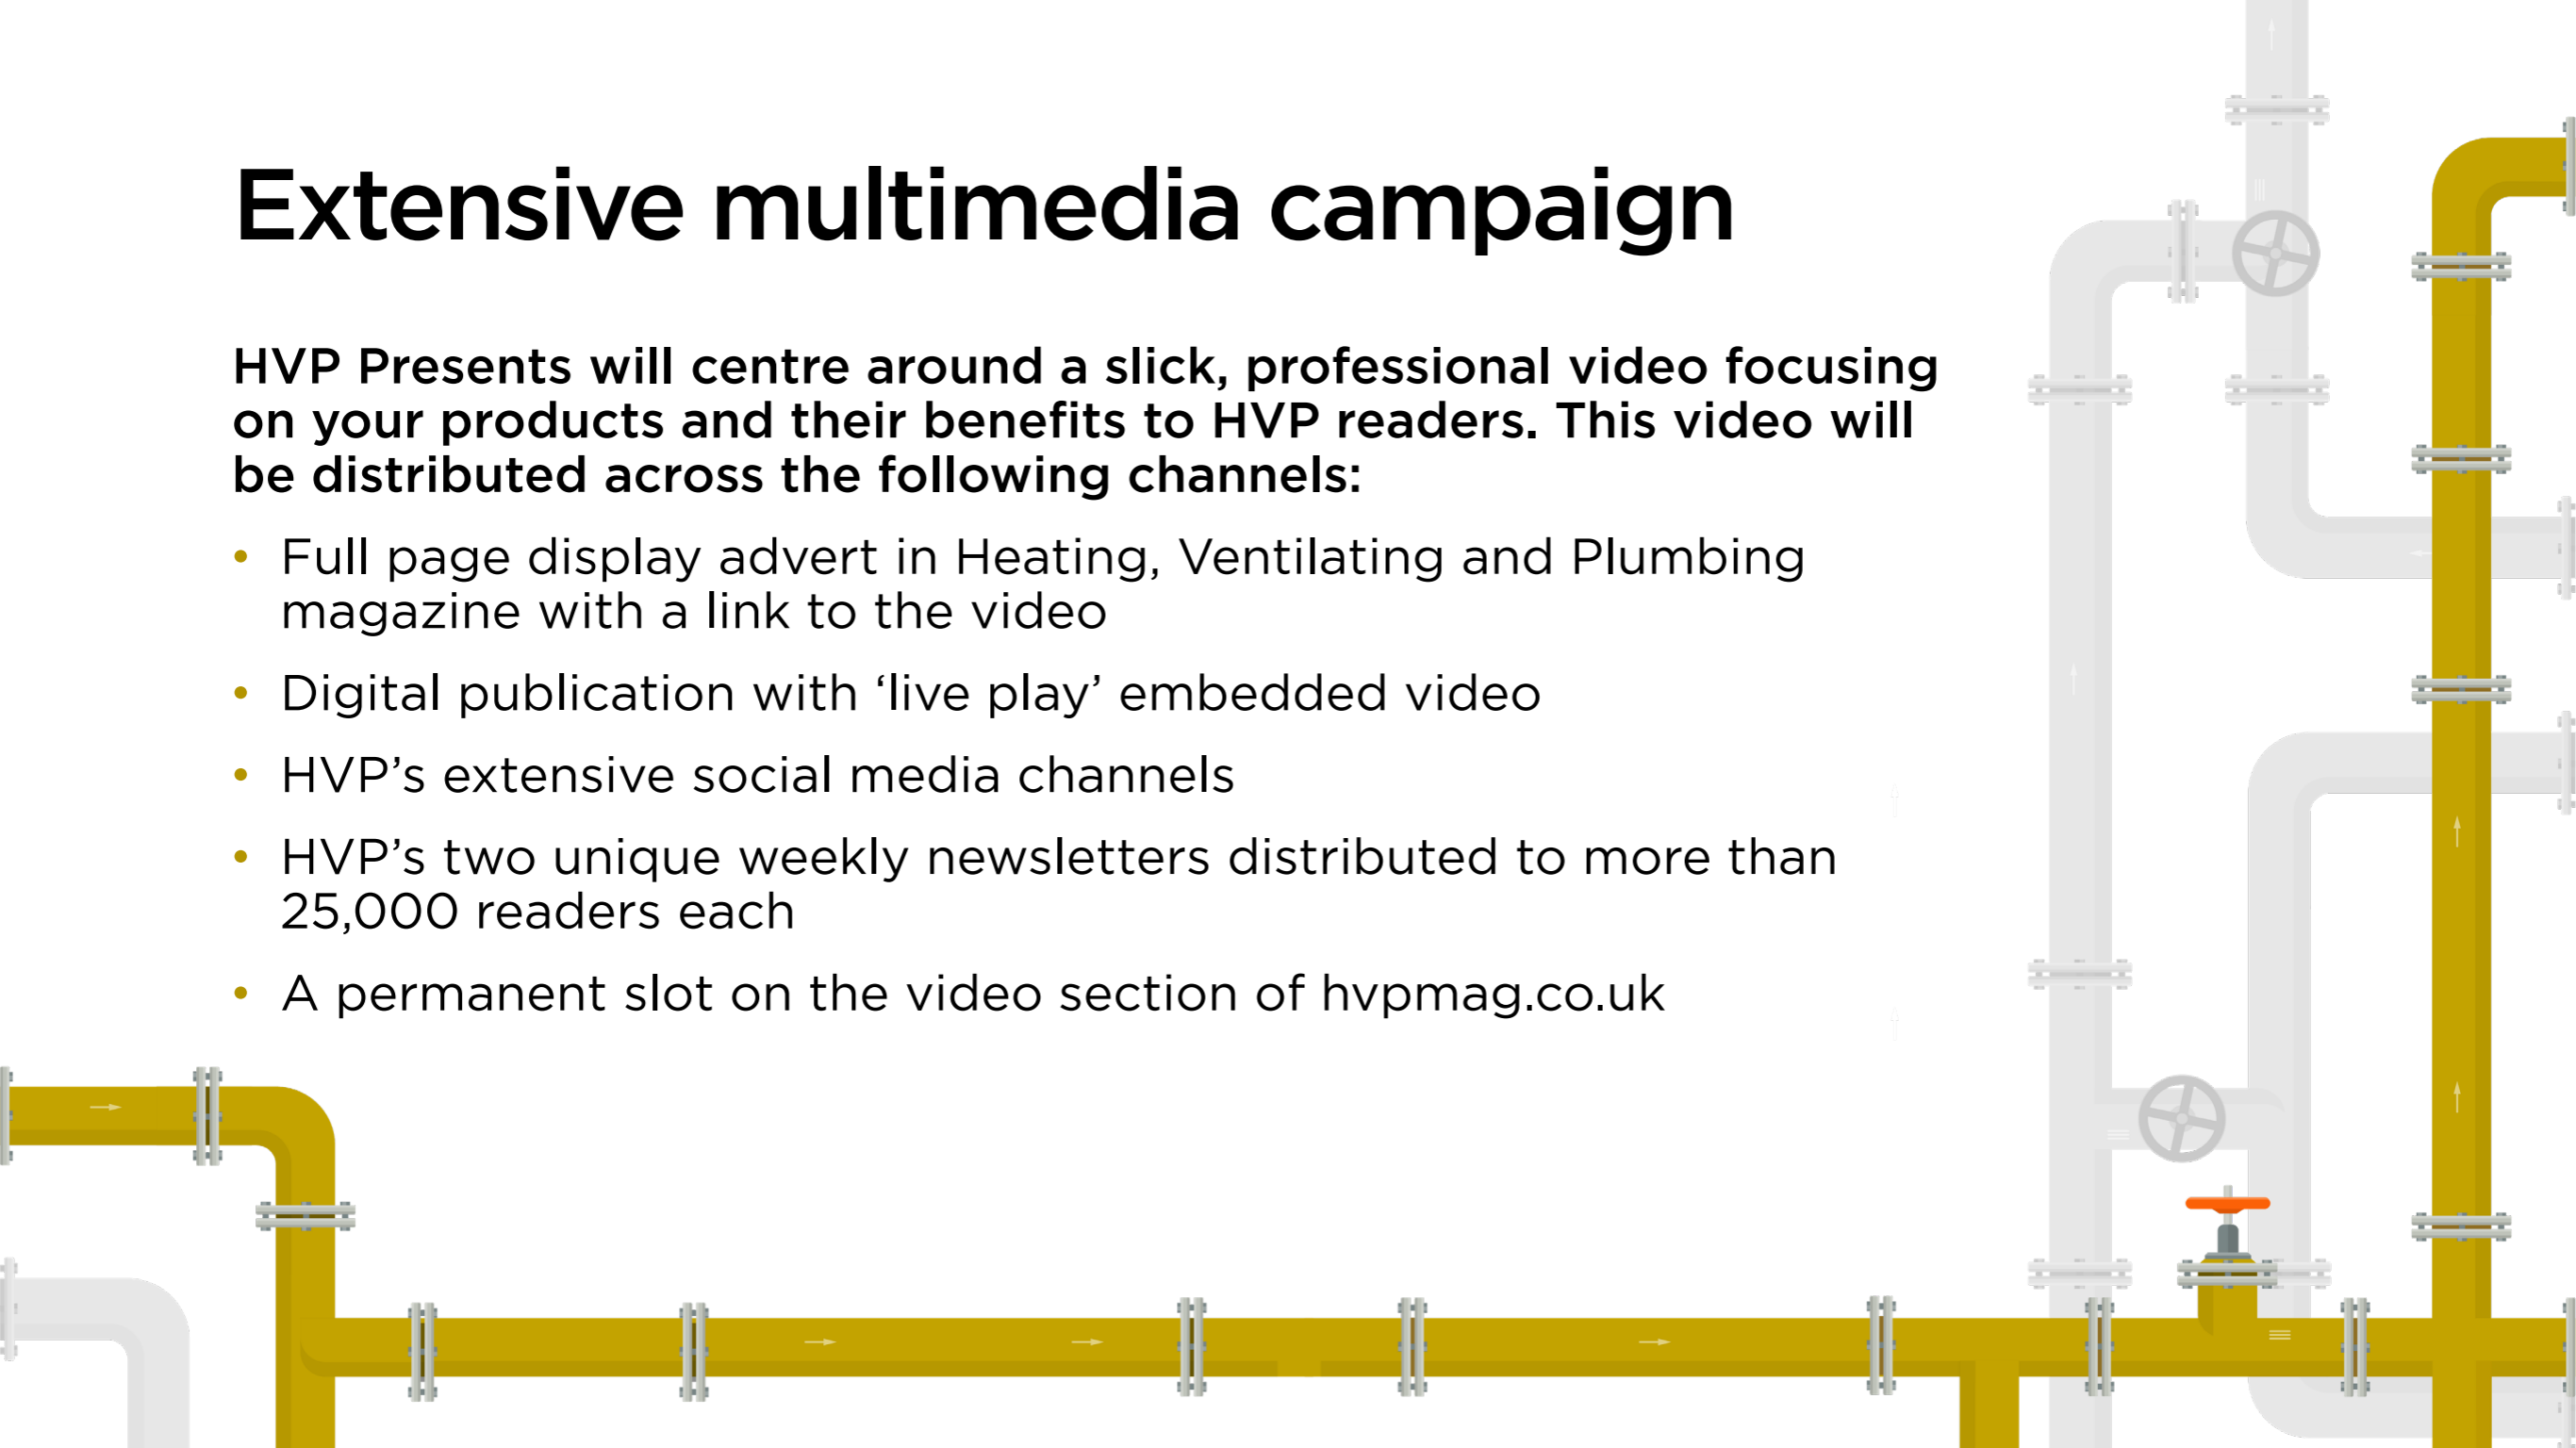 Extensive multimedia campaign
HVP Presents will centre around a slick, professional video focusing
on your products and their benefits to HVP readers. This video will
be distributed across the following channels:
• Full page display advert in Heating, Ventilating and Plumbing
magazine with a link to the video
• Digital publication with ‘live play’ embedded video
• HVP’s extensive social media channels
• HVP’s two unique weekly newsletters distributed to more than
25,000 readers each
• A permanent slot on the video section of hvpmag.co.uk